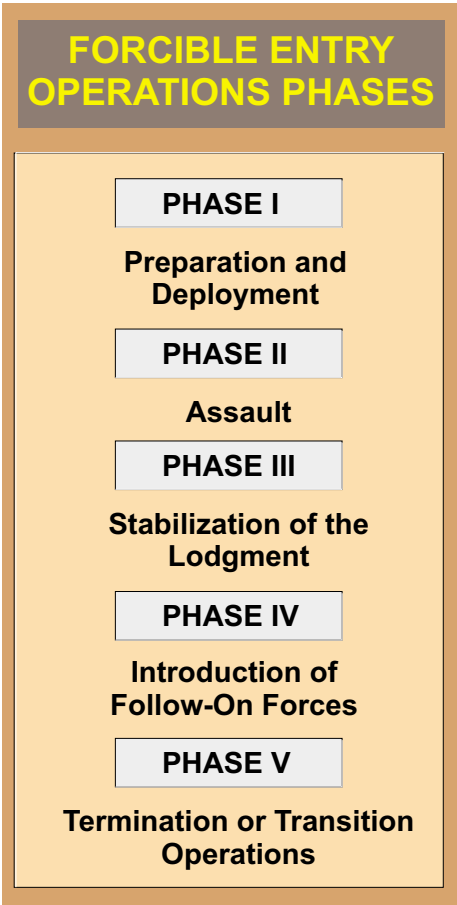 FORCIBLE ENTRY
OPERATIONS PHASES
PHASE I
Preparation and
Deployment
PHASE II
Assault
PHASE III
Stabilization of the
Lodgment
PHASE IV
Introduction of
Follow-On Forces
PHASE V
Termination or Transition
Operations